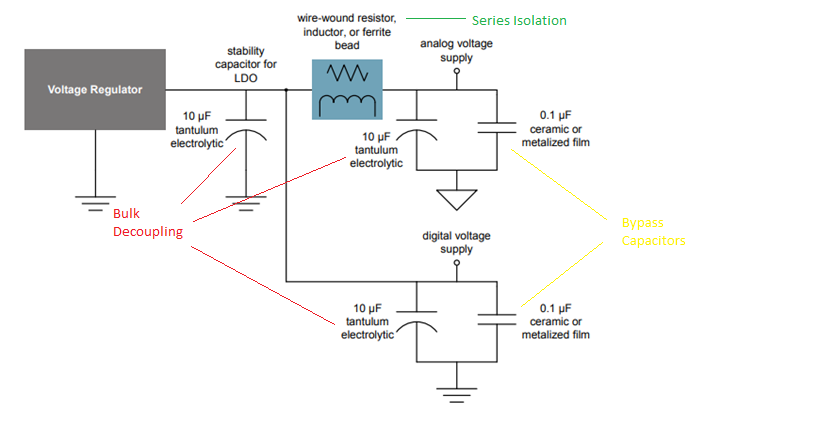 wire-wound resistor,
inductor, or ferrite
bead
Series Isolation
analog voltage
supply
stability
capacitor for
LDO
Voltage Regulator
10 µF
tantulum
electrolytic
10 µF
tantulum
electrolytic
0.1 µF
ceramic or
metalized film
Bulk
Decoupling
Bypass
Capacitors
digital voltage
supply
10 µF
tantulum
electrolytic
0.1 µF
ceramic or
metalized film